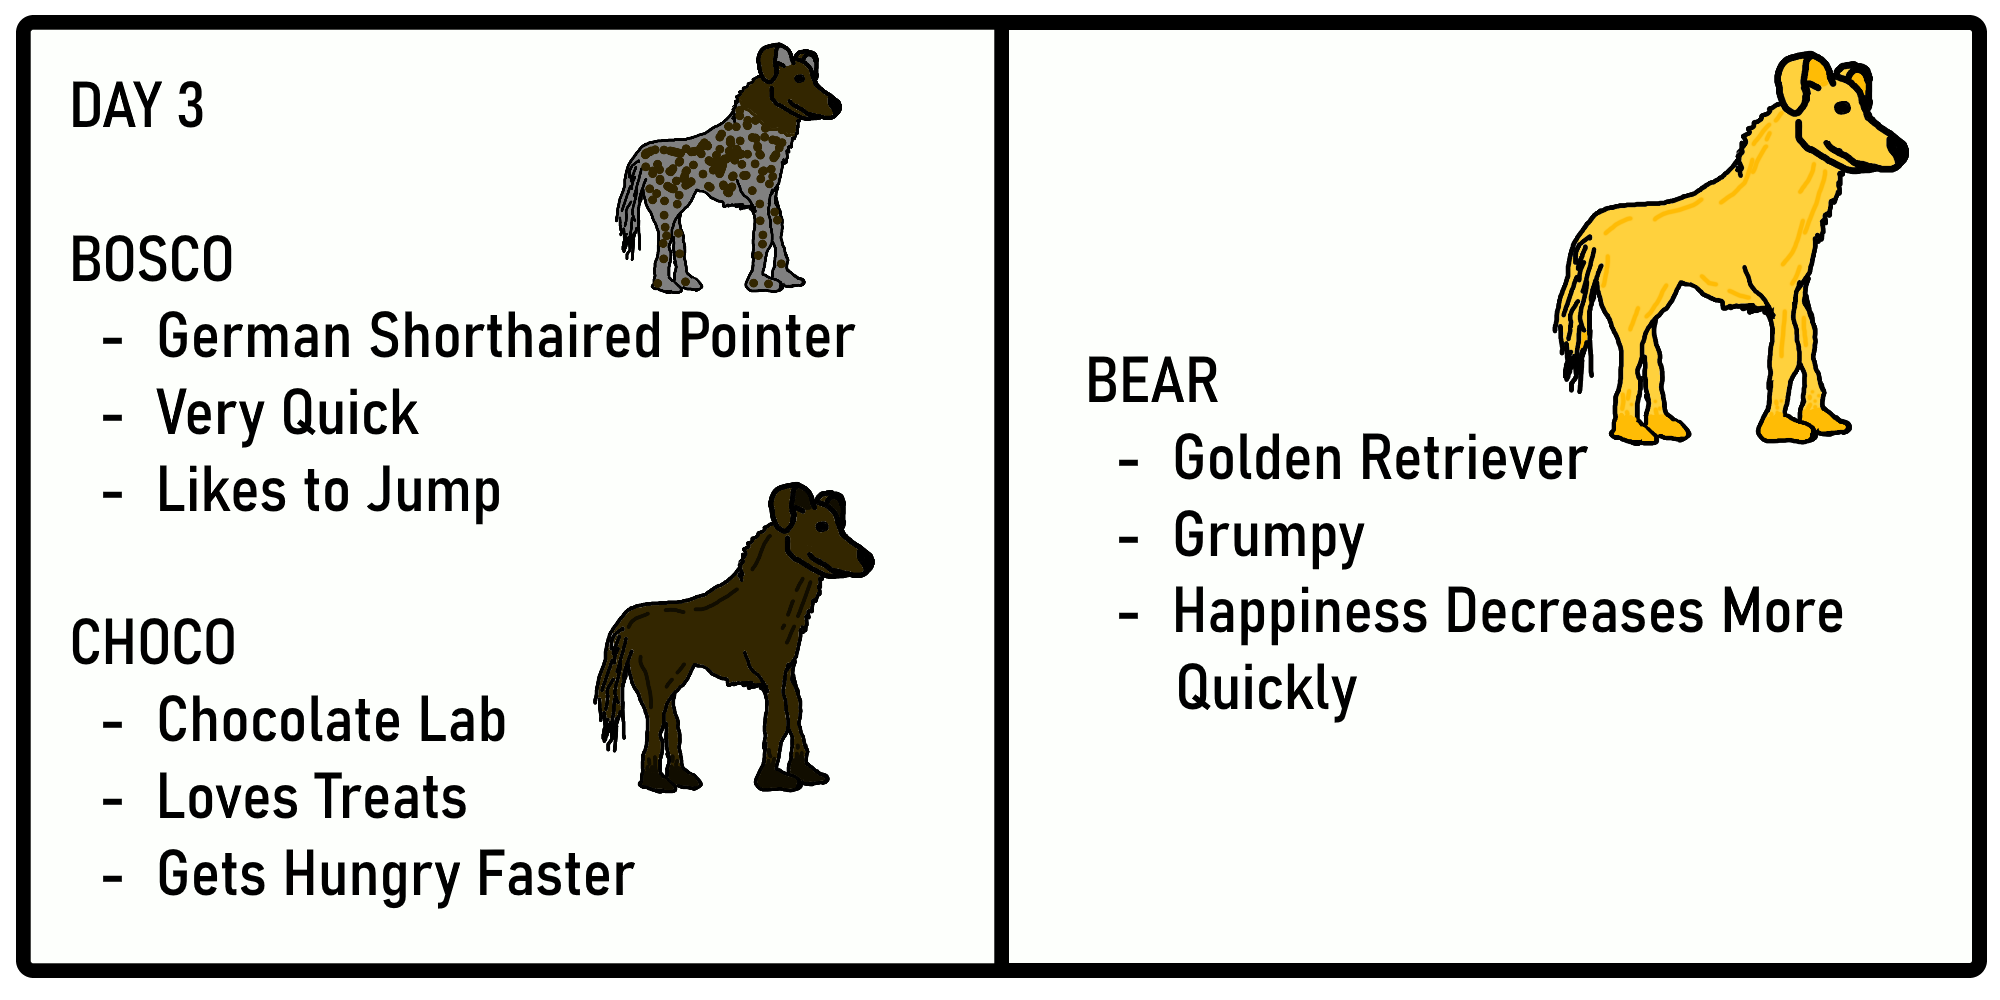 DAY 3
BOSCO
- German Shorthaired Pointer
- Very Quick
- Likes to Jump
CHOCO
- Chocolate Lab
- Loves Treats
- Gets Hungry Faster
BEAR
- Golden Retriever
- Grumpy
- Happiness Decreases More
Quickly